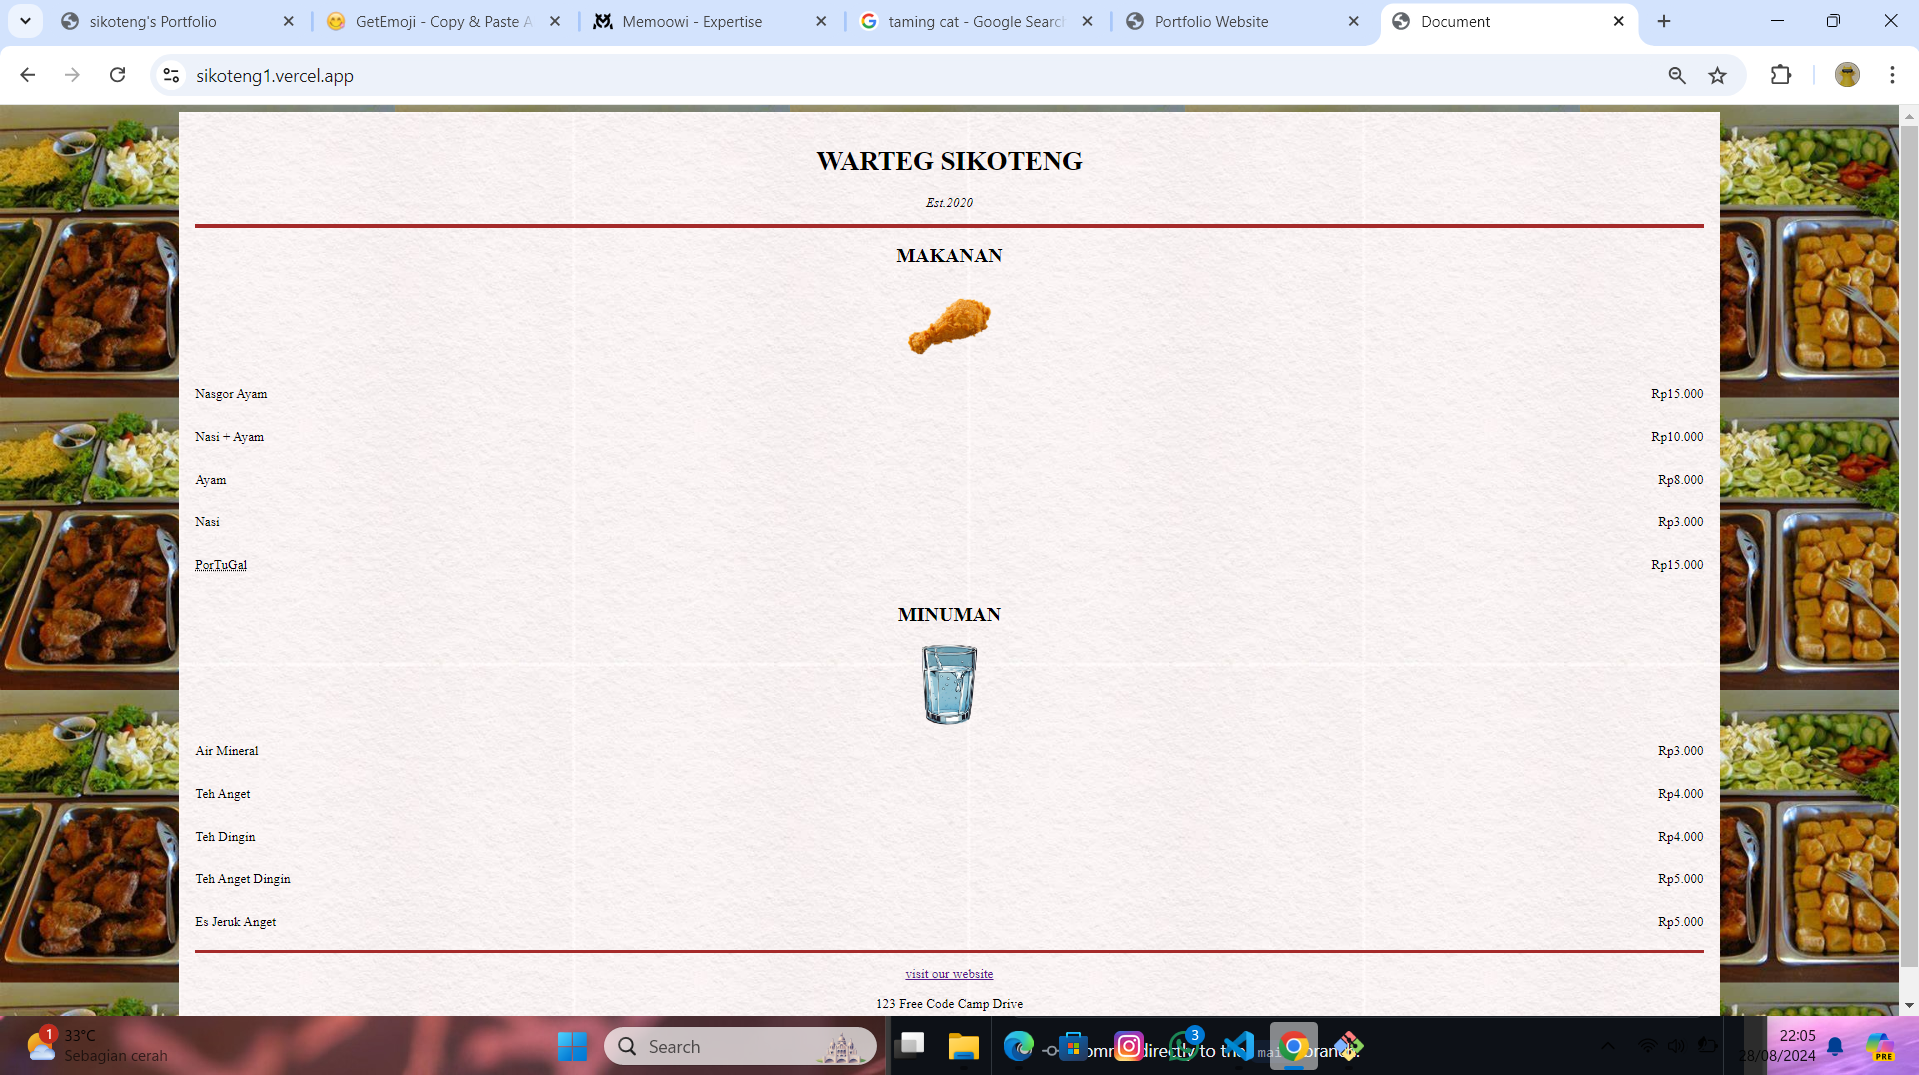 sikoteng's Portfolio
GetEmoji - Copy & Paste A
Memoowi - Expertise
taming cat - Google Search
Portfolio Website
Document
sikoteng1.vercel.app
WARTEG SIKOTENG
Est.2020
MAKANAN
Nasgor Ayam Rp15.000
Nasi + Ayam Rp10.000
Ayam Rp8.000
Nasi Rp3.000
PorTuGal Rp15.000
MINUMAN
Air Mineral Rp3.000
Teh Anget Rp4.000
Teh Dingin Rp4.000
Teh Anget Dingin Rp5.000
Es Jeruk Anget Rp5.000
visit our website
123 Free Code Camp Drive
1
33°C
Sebagian cerah
Search
3
directly to the main branch.
22:05
28/08/2024
PRE